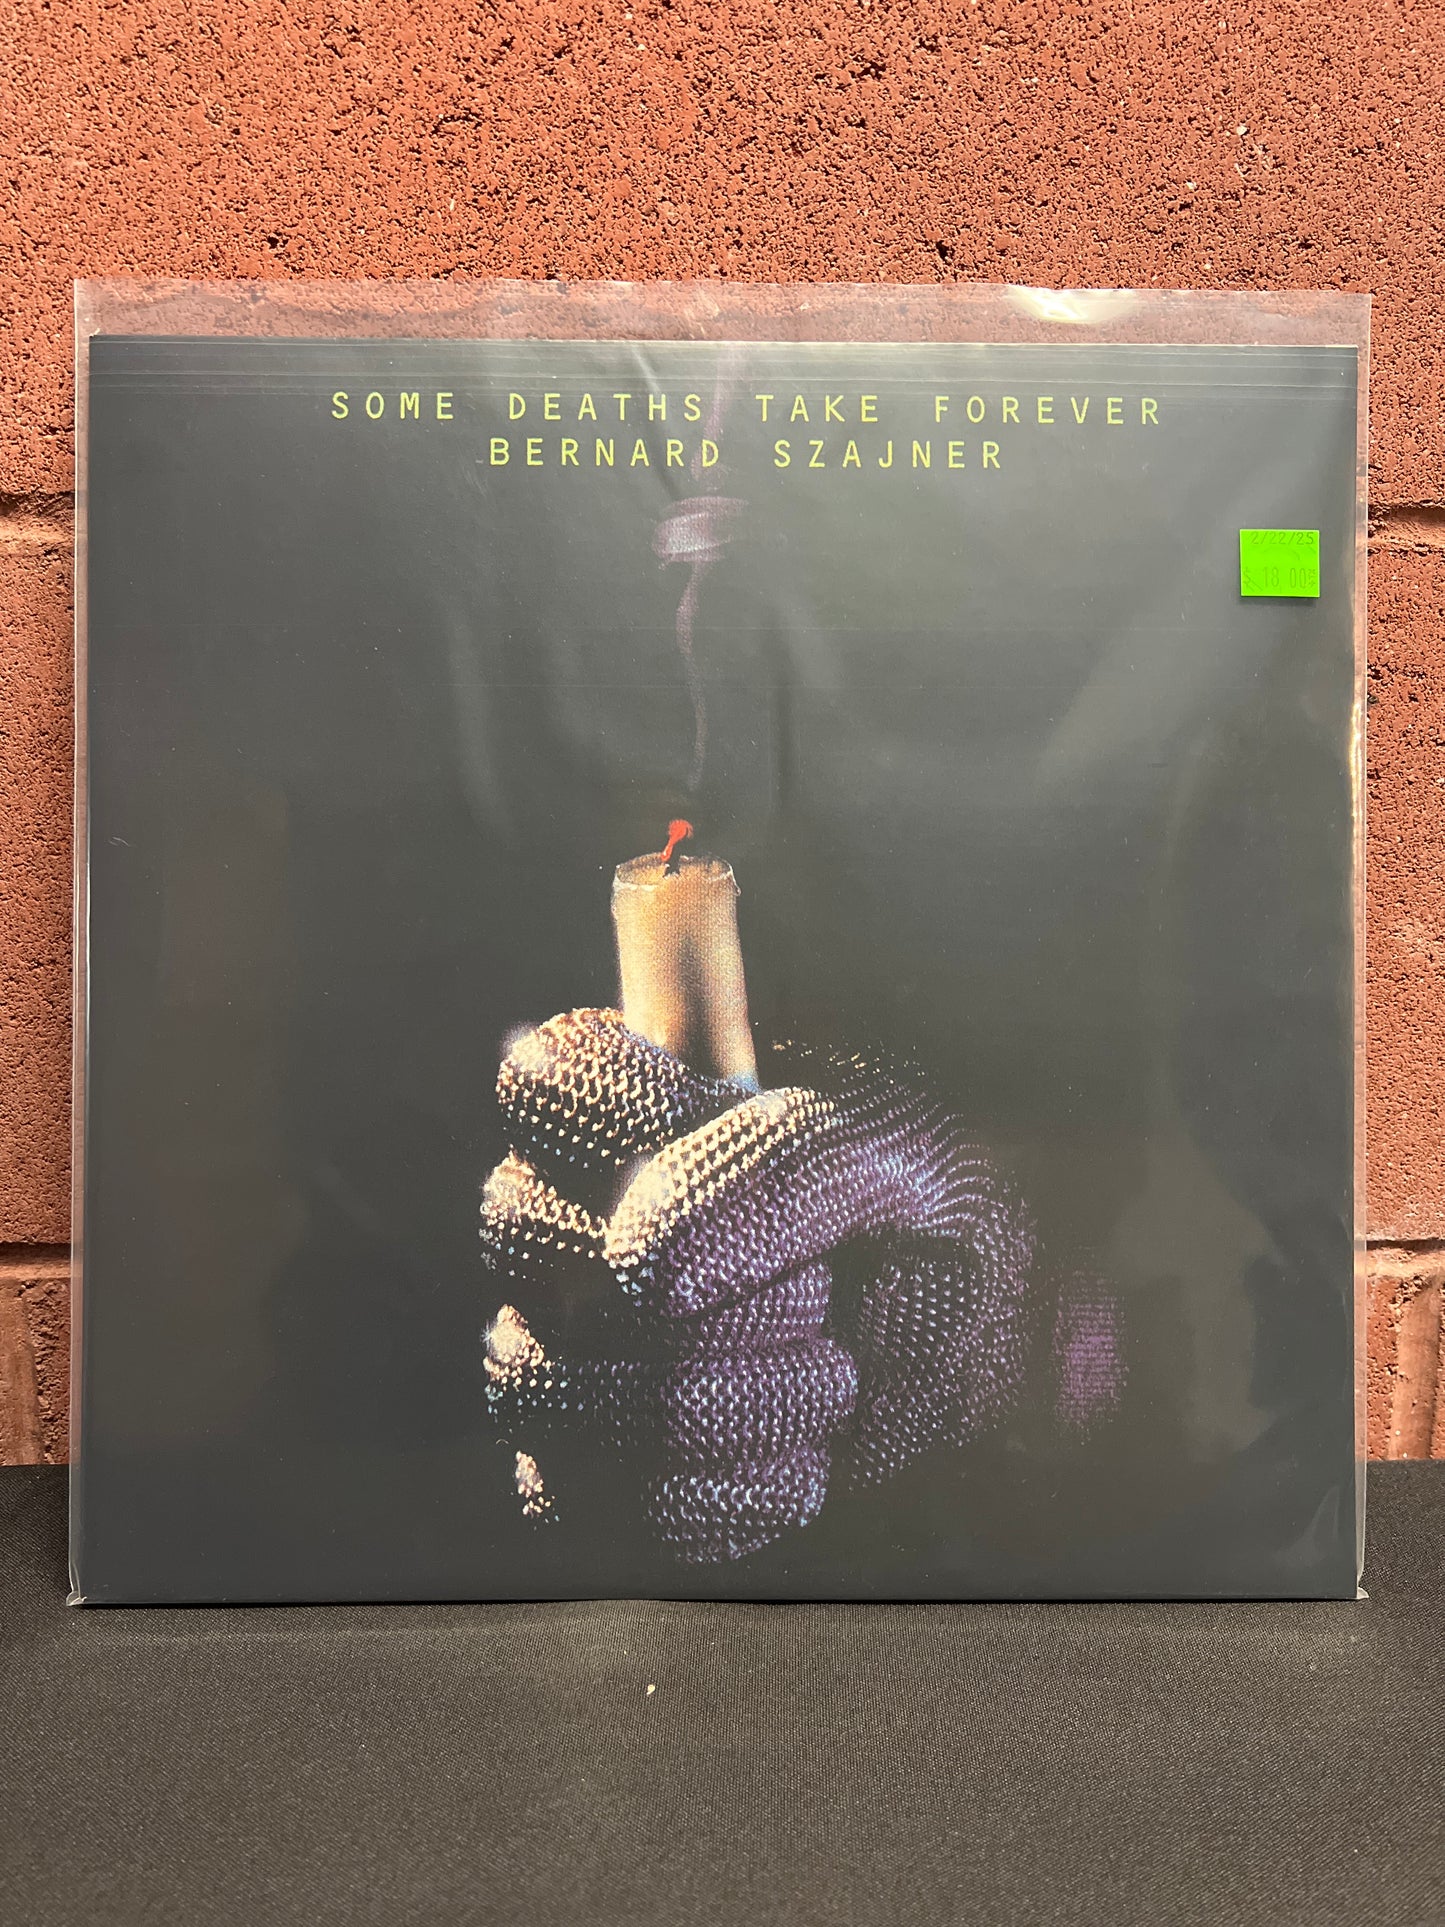 SOME DEATHS TAKE FOREVER
BERNARD SZAJNER
2/22/25
18 00